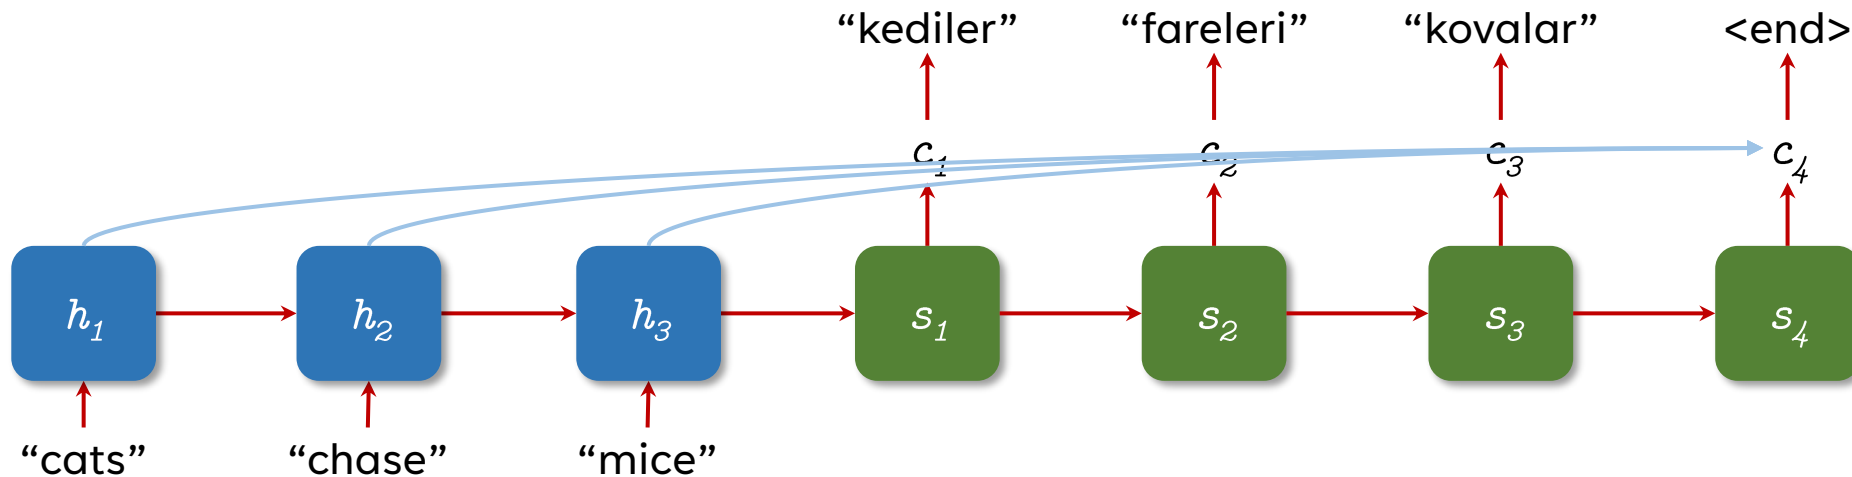 “kediler” “fareleri” “kovalar” <end>
c1 c2 c3 c4
h1 h2 h3 s1 s2 s3 s4
“cats” “chase” “mice”